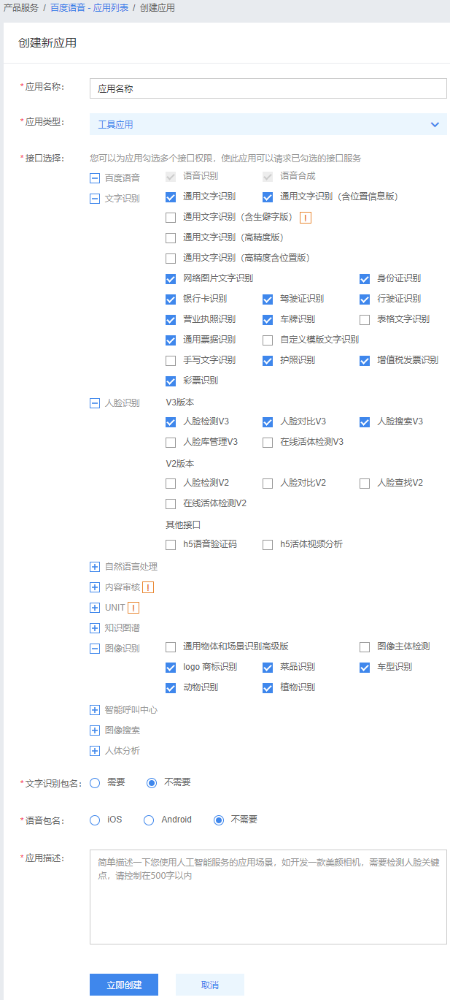 产品服务 / 百度语音 - 应用列表 / 创建应用
创建新应用
*应用名称: 应用名称
*应用类型: 工具应用
*接口选择: 您可以为应用勾选多个接口权限，使此应用可以请求已勾选的接口服务
百度语音 语音识别 语音合成
文字识别 通用文字识别 通用文字识别（含位置信息版）
通用文字识别（含生僻字版） !
通用文字识别（高精度版）
通用文字识别（高精度含位置版）
网络图片文字识别 身份证识别
银行卡识别 驾驶证识别 行驶证识别
营业执照识别 车牌识别 表格文字识别
通用票据识别 自定义模版文字识别
手写文字识别 护照识别 增值税发票识别
彩票识别
人脸识别 V3版本
人脸检测V3 人脸对比V3 人脸搜索V3
人脸库管理V3 在线活体检测V3
V2版本
人脸检测V2 人脸对比V2 人脸查找V2
在线活体检测V2
其他接口
h5语音验证码 h5活体视频分析
自然语言处理
内容审核 !
UNIT !
知识图谱
图像识别 通用物体和场景识别高级版 图像主体检测
logo 商标识别 菜品识别 车型识别
动物识别 植物识别
智能呼叫中心
图像搜索
人体分析
*文字识别包名: 需要 不需要
*语音包名: iOS Android 不需要
*应用描述: 简单描述一下您使用人工智能服务的应用场景，如开发一款美颜相机，需要检测人脸关键
点，请控制在500字以内
立即创建 取消